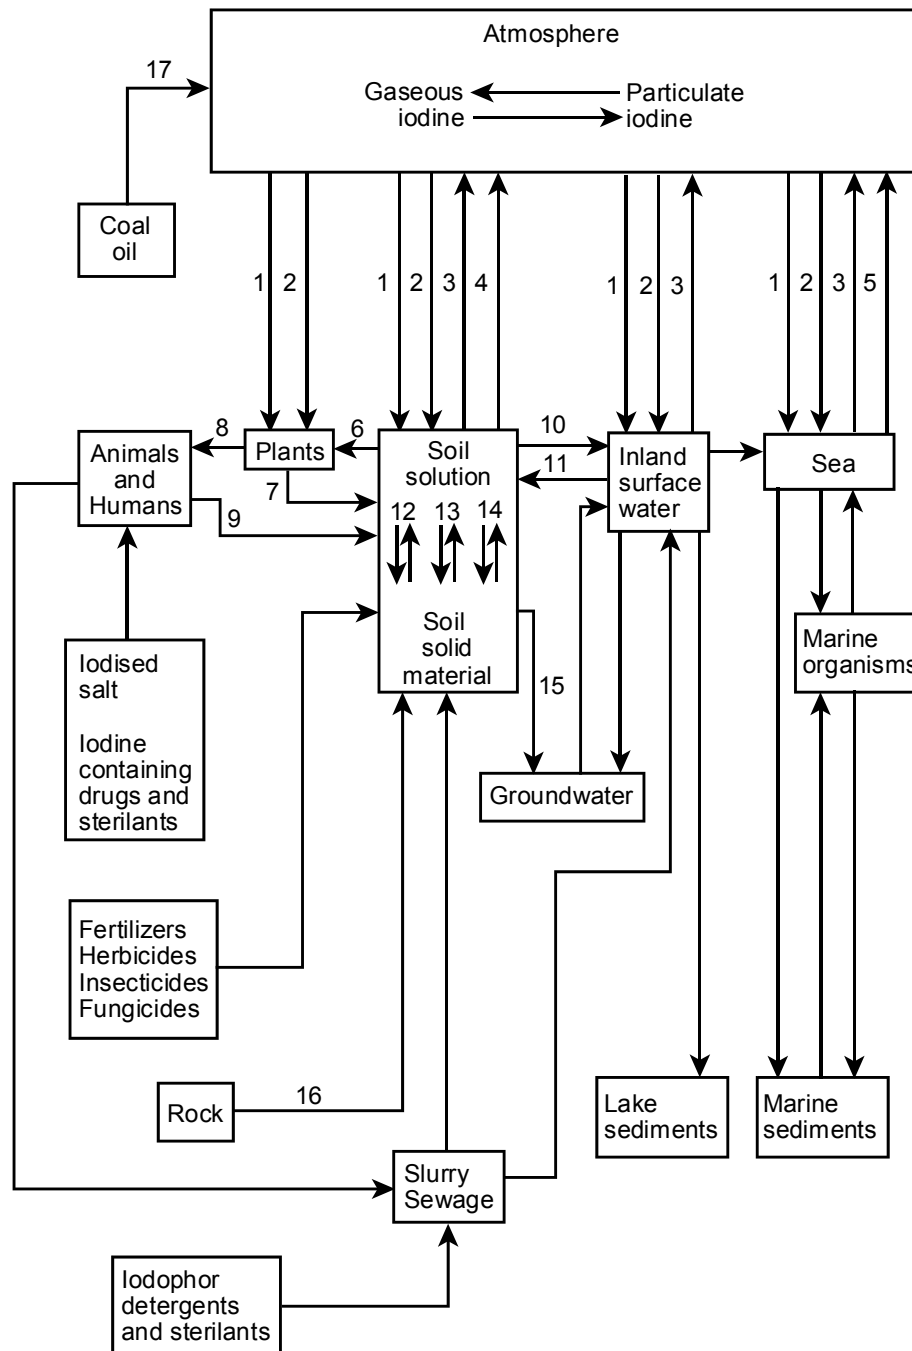 Atmosphere
17
Gaseous
iodine
Particulate
iodine
Coal
oil
1 2 1 2 3 4 1 2 3 1 2 3 5
8
6
10
11
7
9
Animals
and
Humans
Plants
Soil
solution
12 13 14
Soil
solid
material
Inland
surface
water
Sea
Iodised
salt
Iodine
containing
drugs and
sterilants
15
Marine
organisms
Groundwater
Fertilizers
Herbicides
Insecticides
Fungicides
Rock
16
Lake
sediments
Marine
sediments
Slurry
Sewage
Iodophor
detergents
and sterilants